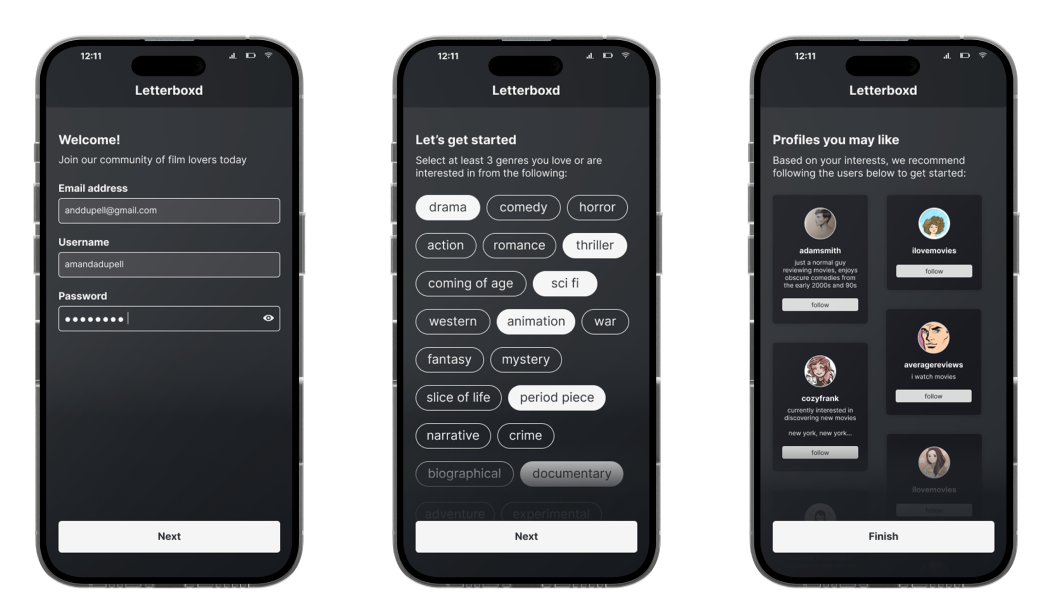 12:11
Letterboxd
Welcome!
Join our community of film lovers today
Email address
anddupell@gmail.com
Username
amandadupell
Password
Next
12:11
Letterboxd
Let's get started
Select at least 3 genres you love or are
interested in from the following:
drama comedy horror
action romance thriller
coming of age sci fi
western animation war
fantasy mystery
slice of life period piece
narrative crime
biographical documentary
adventure experimental
Next
12:11
Letterboxd
Profiles you may like
Based on your interests, we recommend
following the users below to get started:
adamsmith
just a normal guy
reviewing movies, enjoys
obscure comedies from
the early 2000s and 90s
follow
ilovemovies
follow
cozyfrank
currently interested in
discovering new movies
new york, new york...
follow
averagereviews
i watch movies
follow
ilovemovies
follow
Finish